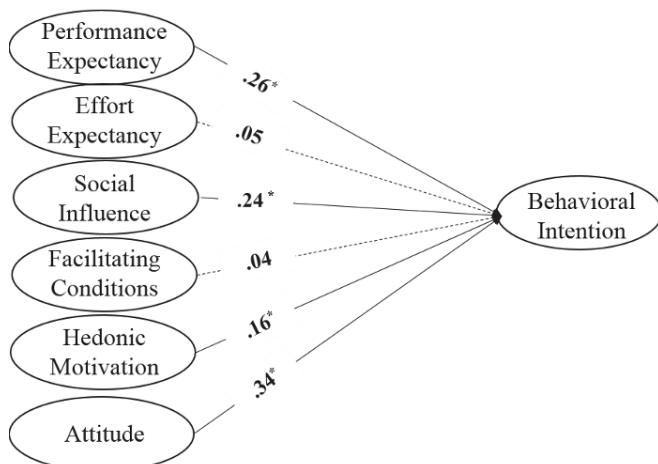 Performance
Expectancy
.26*
Effort
Expectancy
.05
Social
Influence
.24*
Behavioral
Intention
Facilitating
Conditions
.04
Hedonic
Motivation
.16*
Attitude
.34*